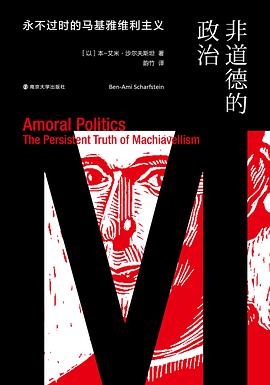 永不过时的马基雅维利主义
非道德的
政治
[以] 本-艾米·沙尔夫斯坦 著
韵竹 译
南京大学出版社
Ben-Ami Scharfstein
Amoral Politics
The Persistent Truth of Machiavellism
M